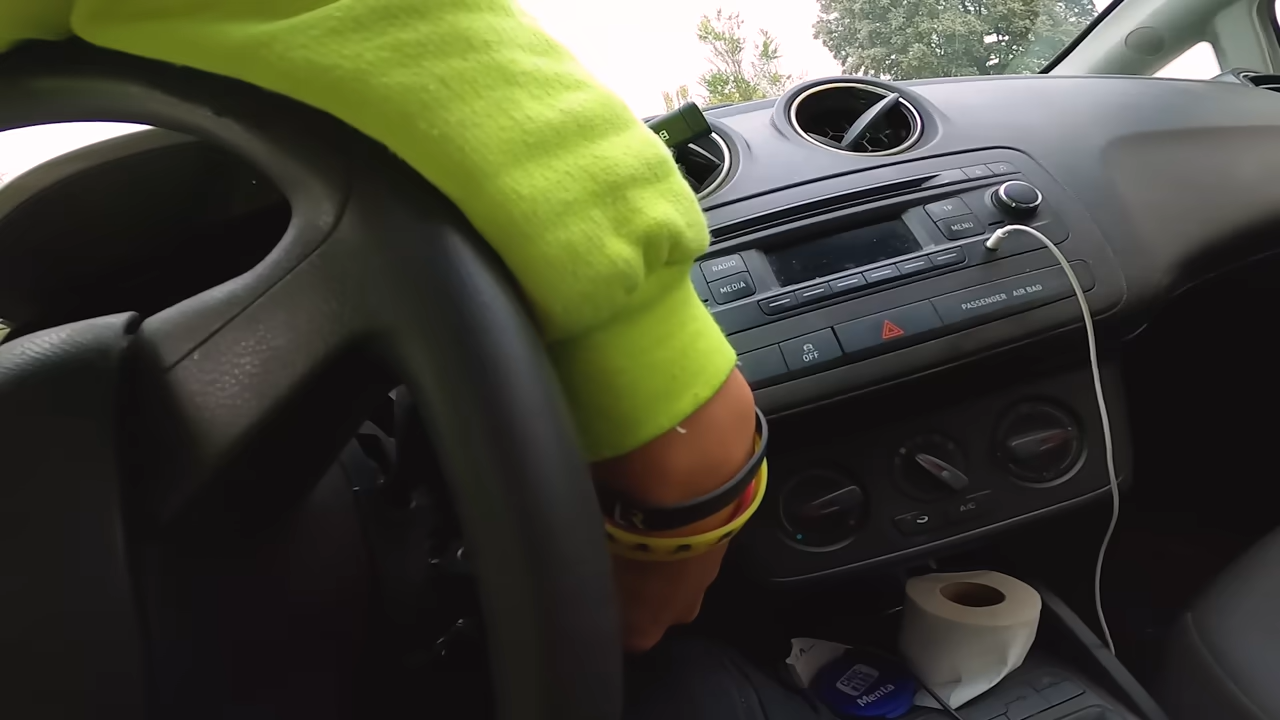 TP
MENU
RADIO
MEDIA
PASSENGER AIR BAG
OFF
A/C
Menta